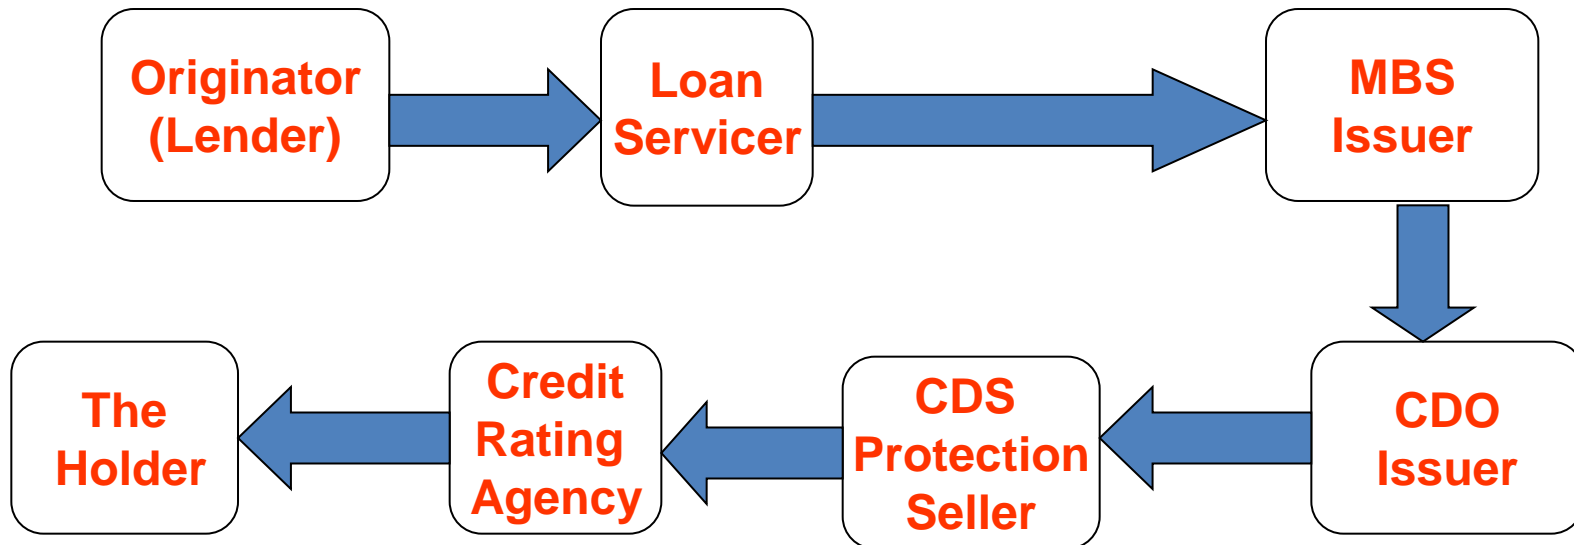 Originator
(Lender)
Loan
Servicer
MBS
Issuer
CDO
Issuer
CDS
Protection
Seller
Credit
Rating
Agency
The
Holder